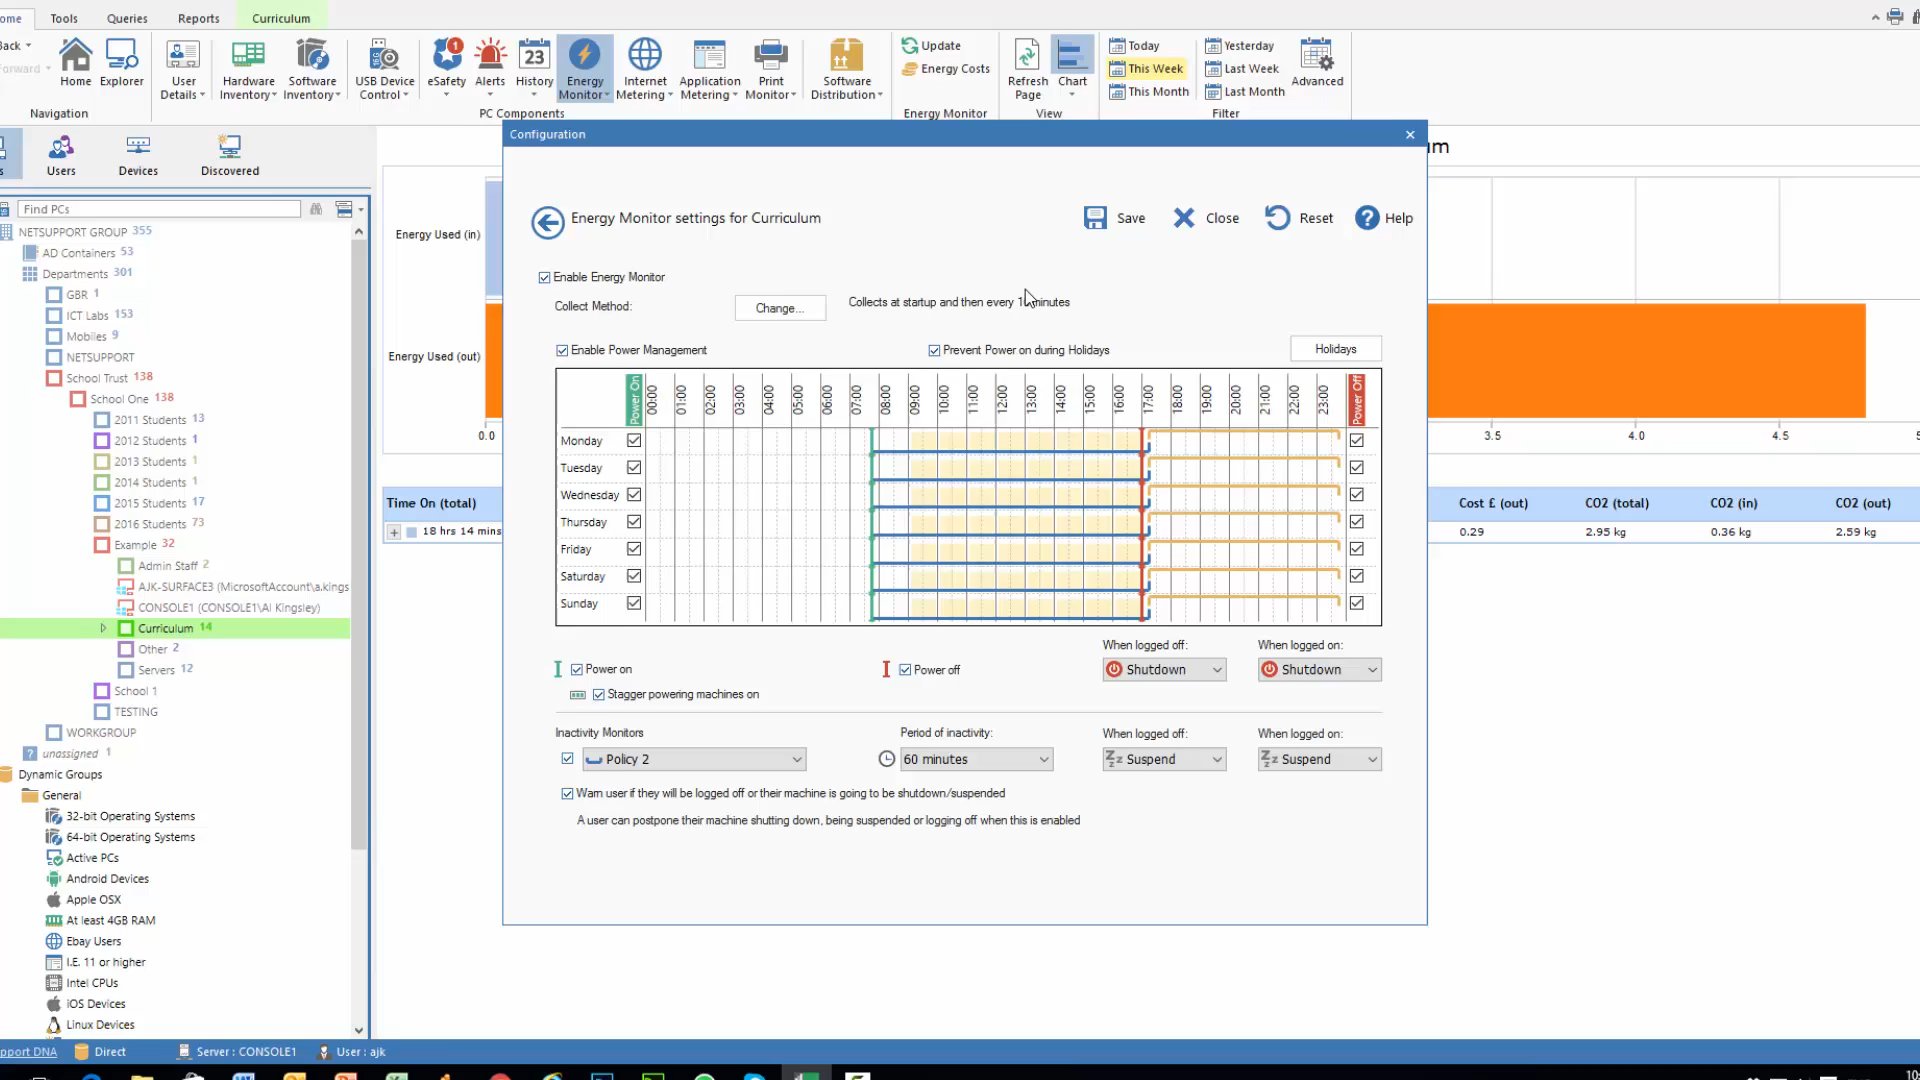 ome Tools Queries Reports Curriculum
Back
orward
Home Explorer
User Details
Hardware Inventory
Software Inventory
USB Device Control
1
eSafety
Alerts
23
History
Energy Monitor
Internet Metering
Application Metering
Print Monitor
Software Distribution
Update
Energy Costs
Refresh Page
Chart
Today
This Week
This Month
Yesterday
Last Week
Last Month
Advanced
Navigation PC Components Energy Monitor View Filter
s Users Devices Discovered
Find PCs
NETSUPPORT GROUP 355
AD Containers 53
Departments 301
GBR 1
ICT Labs 153
Mobiles 9
NETSUPPORT
School Trust 138
School One 138
2011 Students 13
2012 Students 1
2013 Students 1
2014 Students 1
2015 Students 17
2016 Students 73
Example 32
Admin Staff 2
AJK-SURFACE3 (MicrosoftAccount\a.kings
CONSOLE1 (CONSOLE1\Al Kingsley)
Curriculum 14
Other 2
Servers 12
School 1
TESTING
WORKGROUP
unassigned 1
Dynamic Groups
General
32-bit Operating Systems
64-bit Operating Systems
Active PCs
Android Devices
Apple OSX
At least 4GB RAM
Ebay Users
I.E. 11 or higher
Intel CPUs
iOS Devices
Linux Devices
um
Energy Used (in)
Energy Used (out)
0.0 3.5 4.0 4.5 5
Time On (total) Cost £ (out) CO2 (total) CO2 (in) CO2 (out)
18 hrs 14 mins 0.29 2.95 kg 0.36 kg 2.59 kg
Configuration
Energy Monitor settings for Curriculum Save Close Reset Help
Enable Energy Monitor
Collect Method: Change... Collects at startup and then every minutes
Enable Power Management Prevent Power on during Holidays Holidays
Power On 00:00 01:00 02:00 03:00 04:00 05:00 06:00 07:00 08:00 09:00 10:00 11:00 12:00 13:00 14:00 15:00 16:00 17:00 18:00 19:00 20:00 21:00 22:00 23:00 Power Off
Monday
Tuesday
Wednesday
Thursday
Friday
Saturday
Sunday
When logged off: When logged on:
Power on Power off Shutdown Shutdown
Stagger powering machines on
Inactivity Monitors Period of inactivity: When logged off: When logged on:
Policy 2 60 minutes Suspend Suspend
Warn user if they will be logged off or their machine is going to be shutdown/suspended
A user can postpone their machine shutting down, being suspended or logging off when this is enabled
pport DNA Direct Server : CONSOLE1 User : ajk
10